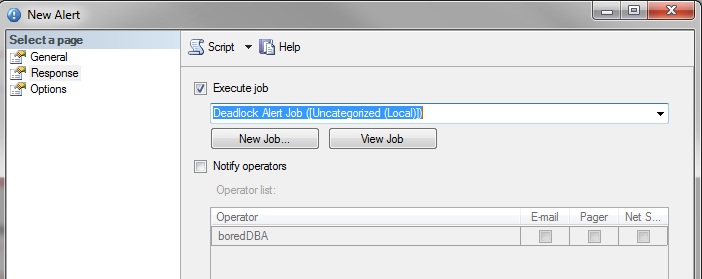 New Alert
Select a page
General
Response
Options
Script
Help
Execute job
Deadlock Alert Job ([Uncategorized (Local)])
New Job...
View Job
Notify operators
Operator list:
Operator E-mail Pager Net S...
boredDBA